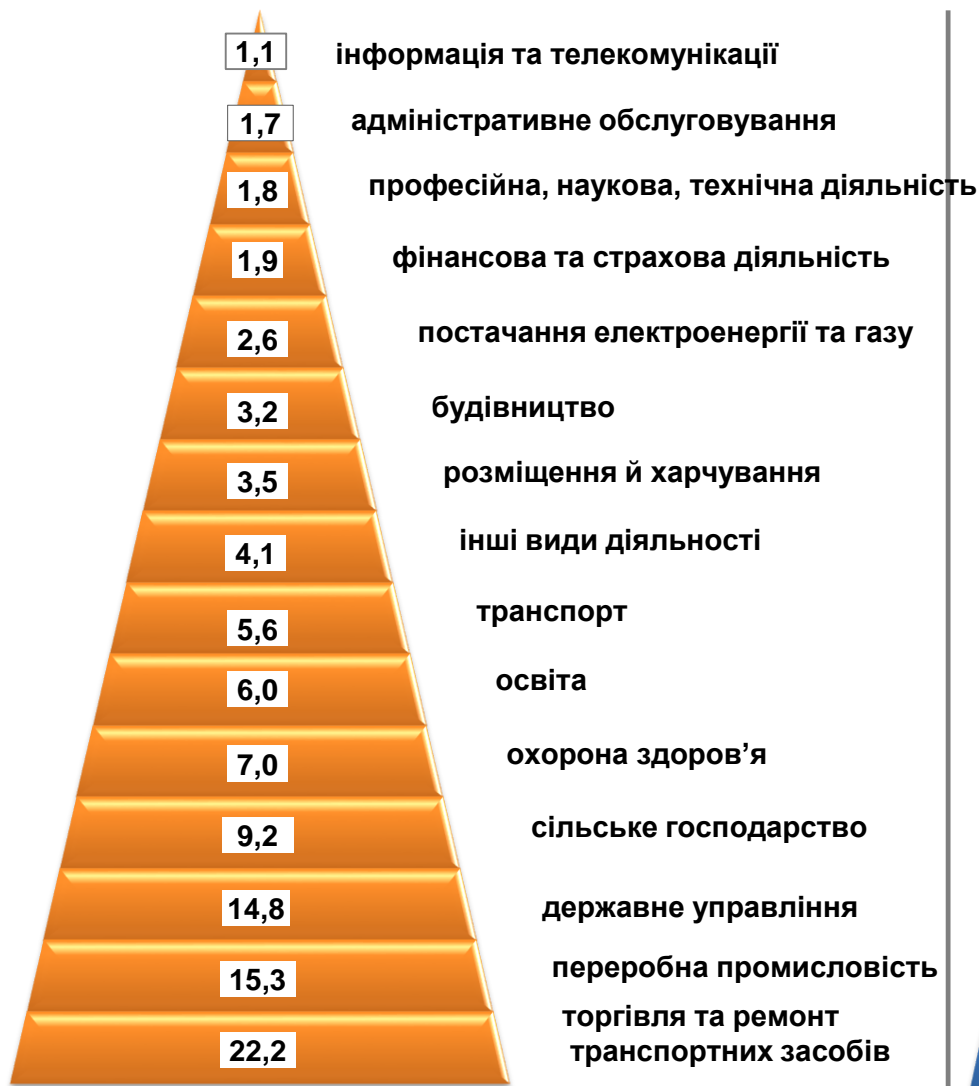 1,1 інформація та телекомунікації
1,7 адміністративне обслуговування
1,8 професійна, наукова, технічна діяльність
1,9 фінансова та страхова діяльність
2,6 постачання електроенергії та газу
3,2 будівництво
3,5 розміщення й харчування
4,1 інші види діяльності
5,6 транспорт
6,0 освіта
7,0 охорона здоров’я
9,2 сільське господарство
14,8 державне управління
15,3 переробна промисловість
22,2 торгівля та ремонт
транспортних засобів